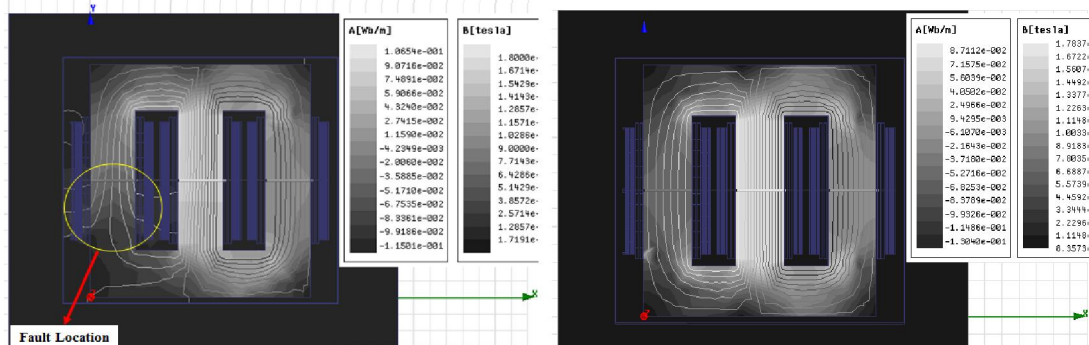 Y
A[Wb/m]
1.0654e-001
9.0716e-002
7.4891e-002
5.9066e-002
4.3240e-002
2.7415e-002
1.1590e-002
-4.2349e-003
-2.0060e-002
-3.5885e-002
-5.1710e-002
-6.7535e-002
-8.3361e-002
-9.9186e-002
-1.1501e-001
B[tesla]
1.8000e-
1.6714e-
1.5429e-
1.4143e-
1.2857e-
1.1571e-
1.0286e-
9.0000e-
7.7143e-
6.4286e-
5.1429e-
3.8572e-
2.5714e-
1.2857e-
1.7191e-
X
Fault Location
A[Wb/m]
8.7112e-002
7.1575e-002
5.6039e-002
4.0502e-002
2.4966e-002
9.4295e-003
-6.1070e-003
-2.1643e-002
-3.7180e-002
-5.2716e-002
-6.8253e-002
-8.3789e-002
-9.9326e-002
-1.1486e-001
-1.3040e-001
B[tesla]
1.7837
1.6722
1.5607
1.4492
1.3377
1.2263
1.1148
1.0033
8.9183
7.8035
6.6887
5.5739
4.4592
3.3444
2.2296
1.1148
8.3573
X